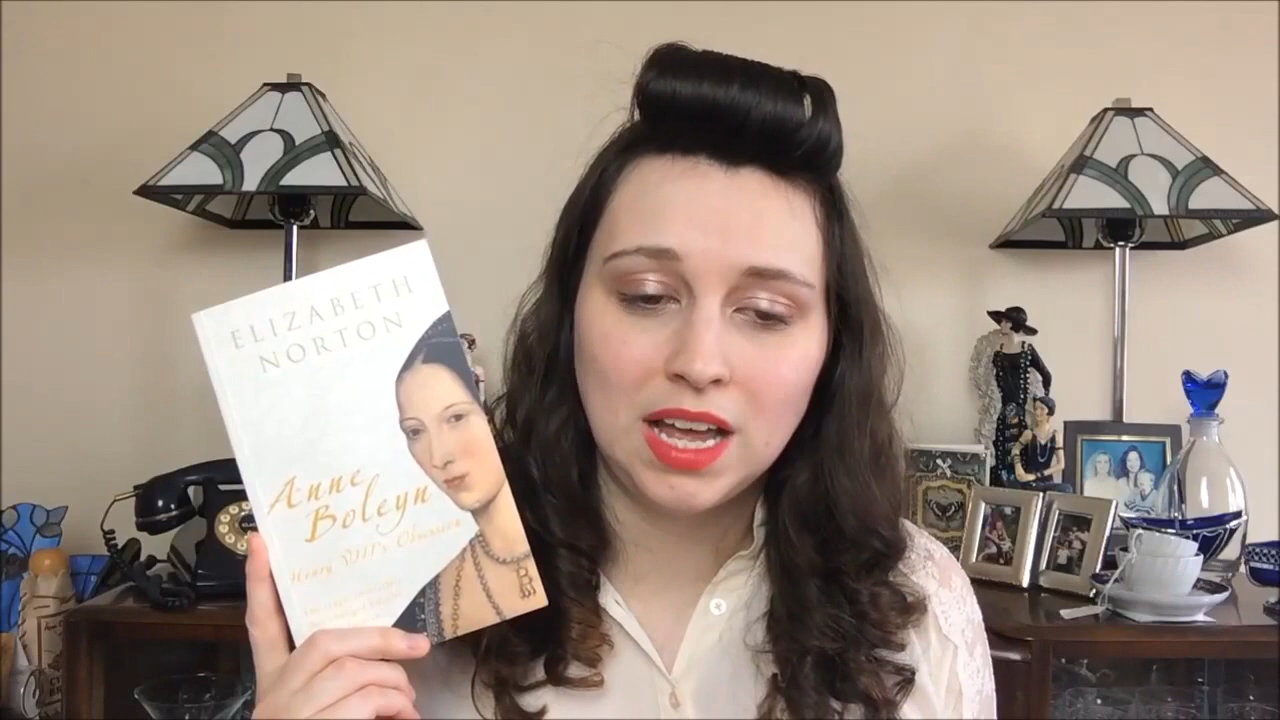 ELIZABETH
NORTON
Anne
Boleyn
Henry VIII's Obsession